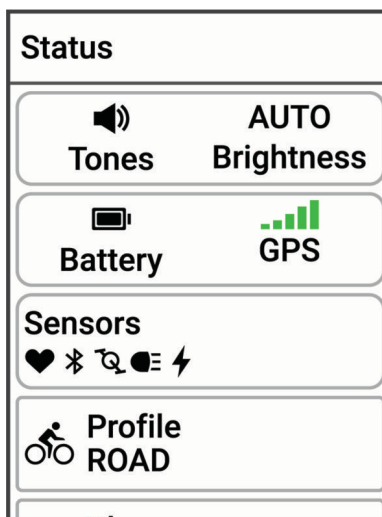 Status
AUTO
Tones Brightness
Battery GPS
Sensors
Profile
ROAD